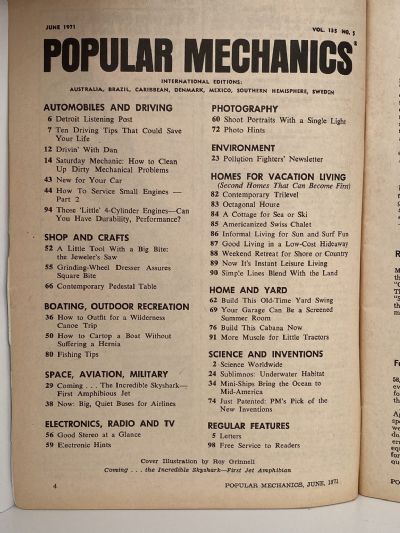 JUNE 1971
VOL. 135 NO. 5
POPULAR MECHANICS®
INTERNATIONAL EDITIONS:
AUSTRALIA, BRAZIL, CARIBBEAN, DENMARK, MEXICO, SOUTHERN HEMISPHERE, SWEDEN
AUTOMOBILES AND DRIVING
6 Detroit Listening Post
7 Ten Driving Tips That Could Save
Your Life
12 Drivin' With Dan
14 Saturday Mechanic: How to Clean
Up Dirty Mechanical Problems
43 New for Your Car
44 How To Service Small Engines —
Part 2
94 Those 'Little' 4-Cylinder Engines—Can
You Have Durability, Performance?
SHOP AND CRAFTS
52 A Little Tool With a Big Bite:
the Jeweler's Saw
55 Grinding-Wheel Dresser Assures
Square Bite
66 Contemporary Pedestal Table
BOATING, OUTDOOR RECREATION
36 How to Outfit for a Wilderness
Canoe Trip
50 How to Cartop a Boat Without
Suffering a Hernia
80 Fishing Tips
SPACE, AVIATION, MILITARY
29 Coming . . . The Incredible Skyshark—
First Amphibious Jet
38 Now: Big, Quiet Buses for Airlines
ELECTRONICS, RADIO AND TV
56 Good Stereo at a Glance
59 Electronic Hints
PHOTOGRAPHY
60 Shoot Portraits With a Single Light
72 Photo Hints
ENVIRONMENT
23 Pollution Fighters' Newsletter
HOMES FOR VACATION LIVING
(Second Homes That Can Become First)
82 Contemporary Trilevel
83 Octagonal House
84 A Cottage for Sea or Ski
85 Americanized Swiss Chalet
86 Informal Living for Sun and Surf Fun
87 Good Living in a Low-Cost Hideaway
88 Weekend Retreat for Shore or Country
89 Now It's Instant Leisure Living
90 Simple Lines Blend With the Land
HOME AND YARD
62 Build This Old-Time Yard Swing
69 Your Garage Can Be a Screened
Summer Room
76 Build This Cabana Now
91 More Muscle for Little Tractors
SCIENCE AND INVENTIONS
2 Science Worldwide
24 Sublimnos: Underwater Habitat
34 Mini-Ships Bring the Ocean to
Mid-America
74 Just Patented: PM's Pick of the
New Inventions
REGULAR FEATURES
5 Letters
98 Free Service to Readers
Cover Illustration by Roy Grinnell
Coming . . . the Incredible Skyshark—First Jet Amphibian
4
POPULAR MECHANICS, JUNE, 1971